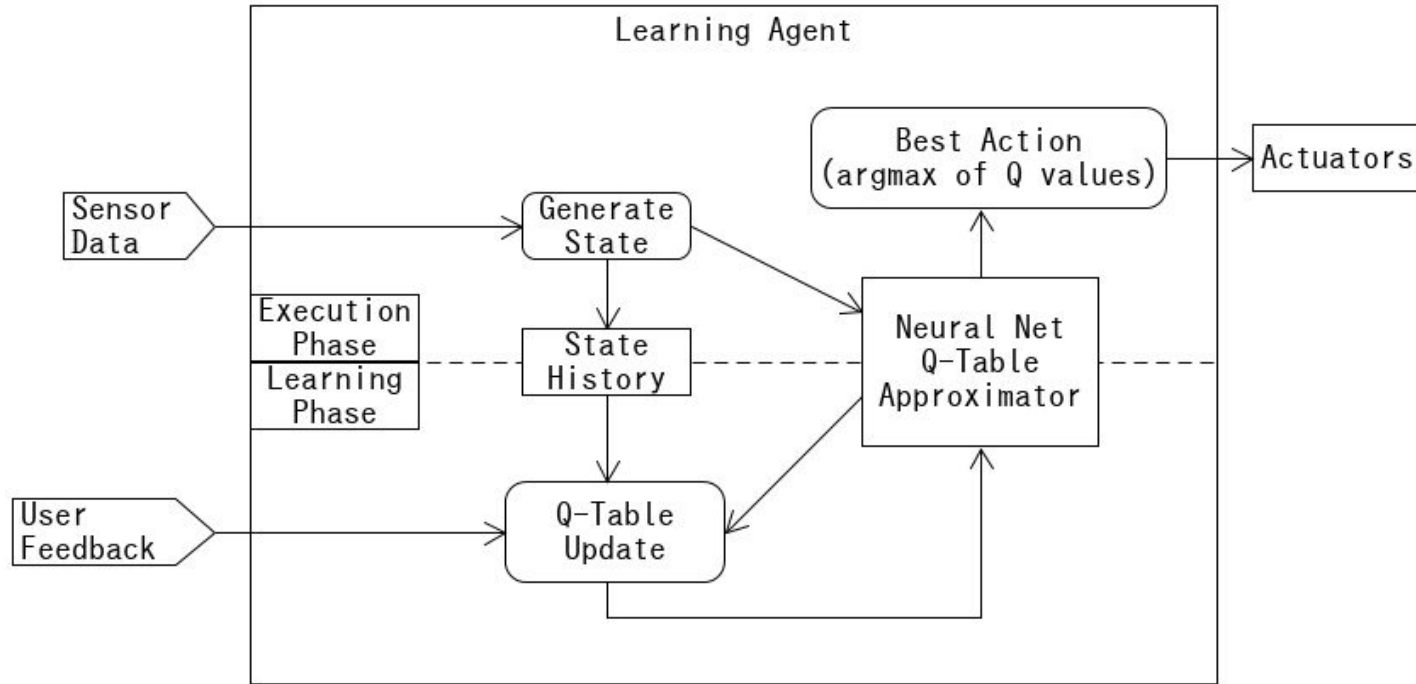 Learning Agent
Best Action
(argmax of Q values)
Actuators
Sensor
Data
Generate
State
Execution
Phase
State
History
Neural Net
Q-Table
Approximator
Learning
Phase
User
Feedback
Q-Table
Update